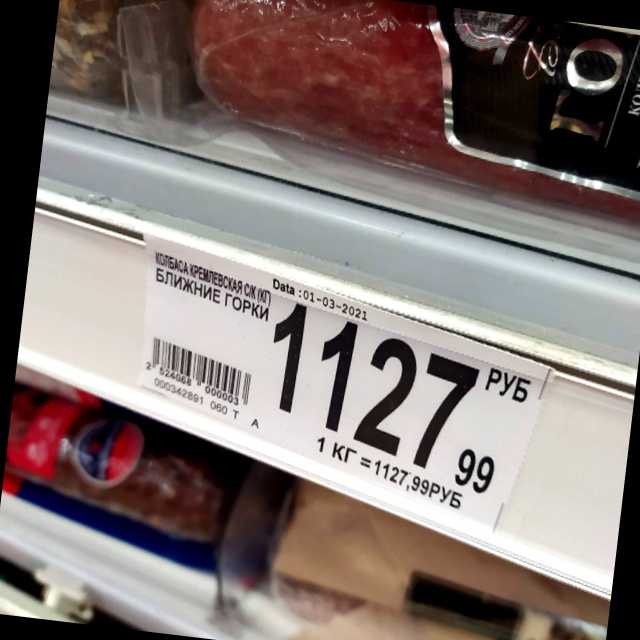 КОЛБАСА КРЕМЛЕВСКАЯ С/К (КГ)
БЛИЖНИЕ ГОРКИ
Data :01-03-2021
1127 99 РУБ
1 КГ =1127,99РУБ
2 524068 000003
000342891 060 T A